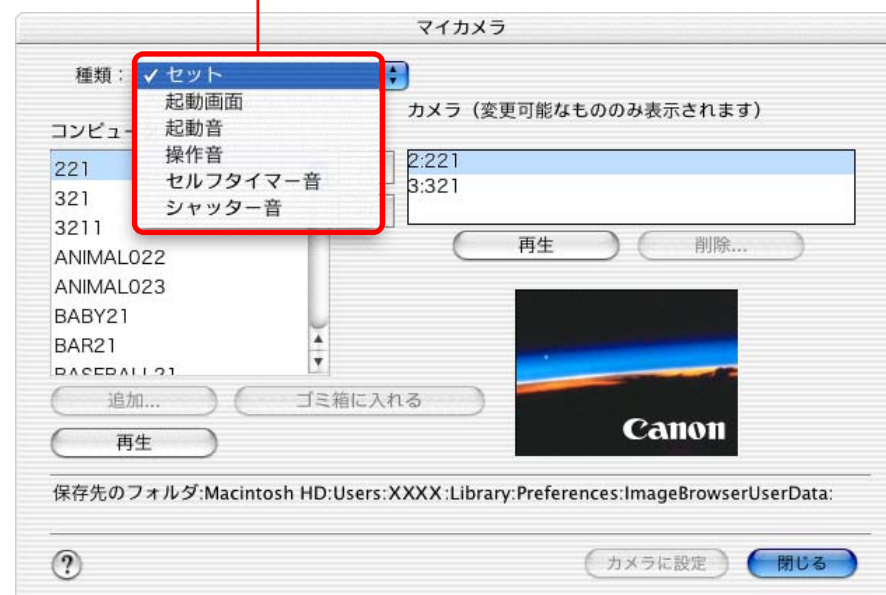 マイカメラ
種類：✓セット
起動画面
起動音
操作音
セルフタイマー音
シャッター音
コンピュー
カメラ（変更可能なもののみ表示されます）
221
321
3211
ANIMAL022
ANIMAL023
BABY21
BAR21
BASEBALL21
2:221
3:321
再生
削除...
Canon
追加...
ゴミ箱に入れる
再生
保存先のフォルダ:Macintosh HD:Users:XXXX:Library:Preferences:ImageBrowserUserData:
?
カメラに設定
閉じる